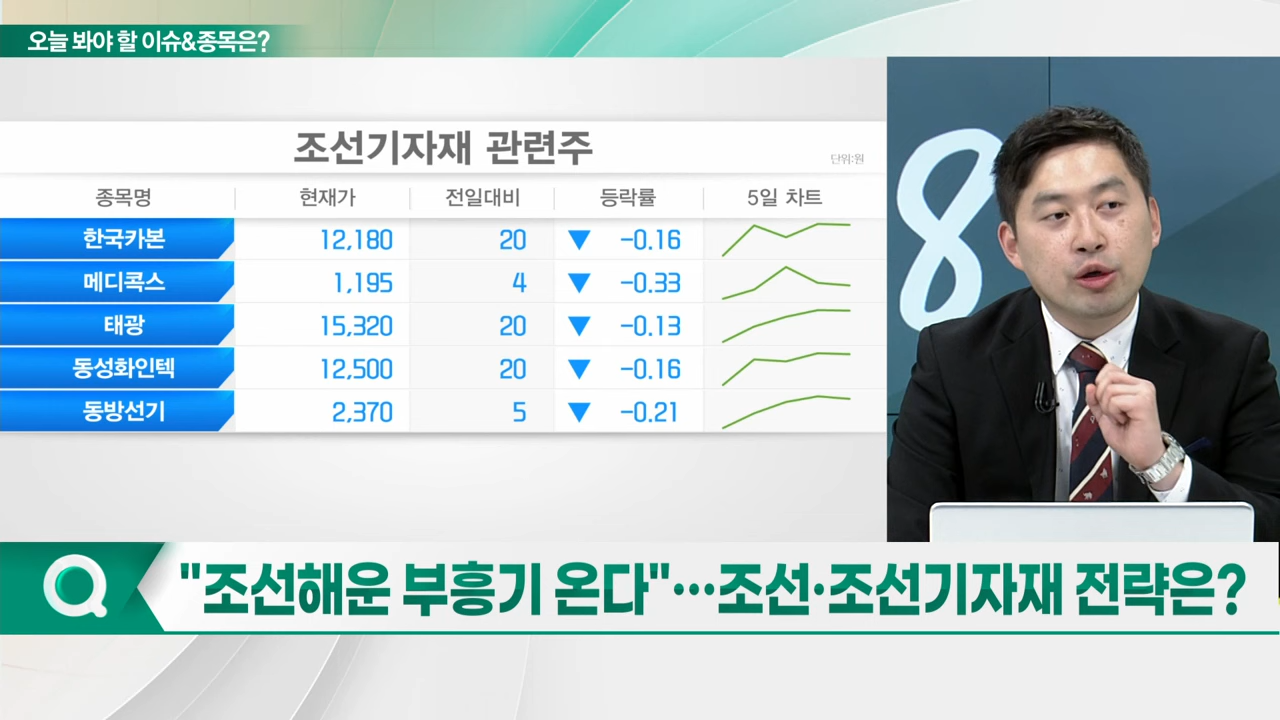 오늘 봐야 할 이슈&종목은?
조선기자재 관련주
단위:원
종목명 현재가 전일대비 등락률 5일 차트
한국카본 12,180 20 ▼ -0.16
메디콕스 1,195 4 ▼ -0.33
태광 15,320 20 ▼ -0.13
동성화인텍 12,500 20 ▼ -0.16
동방선기 2,370 5 ▼ -0.21
8
"조선해운 부흥기 온다"…조선·조선기자재 전략은?